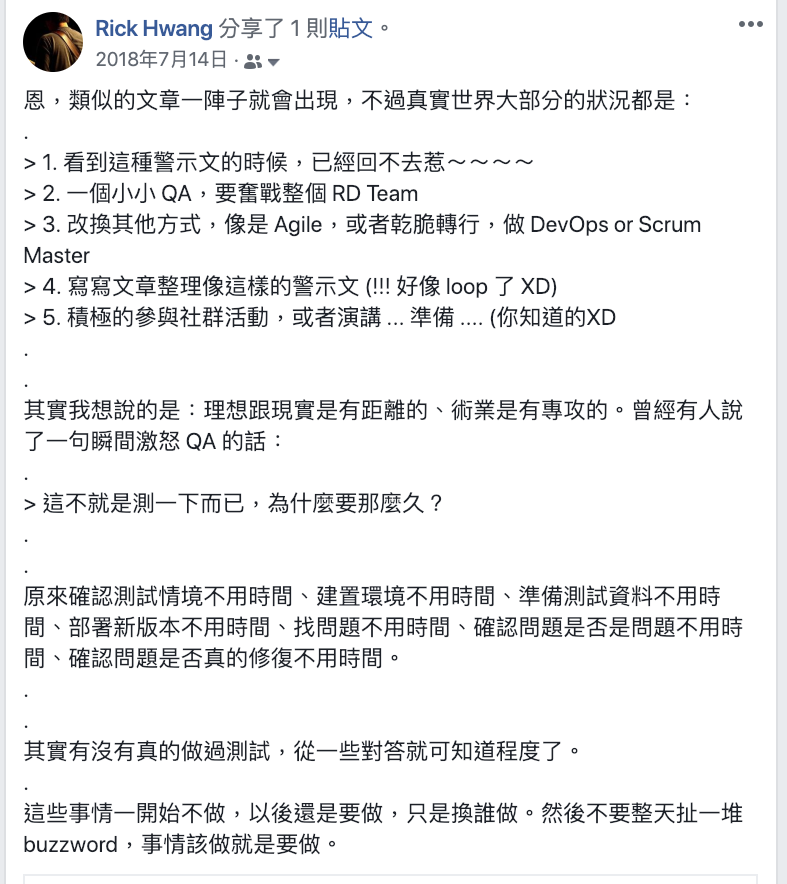 Rick Hwang 分享了 1 則貼文。
2018年7月14日 ·
恩，類似的文章一陣子就會出現，不過真實世界大部分的狀況都是：
.
> 1. 看到這種警示文的時候，已經回不去惹～～～～
> 2. 一個小小 QA，要奮戰整個 RD Team
> 3. 改換其他方式，像是 Agile，或者乾脆轉行，做 DevOps or Scrum
Master
> 4. 寫寫文章整理像這樣的警示文 (!!! 好像 loop 了 XD)
> 5. 積極的參與社群活動，或者演講 ... 準備 .... (你知道的XD
.
.
其實我想說的是：理想跟現實是有距離的、術業是有專攻的。曾經有人說
了一句瞬間激怒 QA 的話：
.
> 這不就是測一下而已，為什麼要那麼久？
.
.
原來確認測試情境不用時間、建置環境不用時間、準備測試資料不用時
間、部署新版本不用時間、找問題不用時間、確認問題是否是問題不用時
間、確認問題是否真的修復不用時間。
.
.
其實有沒有真的做過測試，從一些對答就可知道程度了。
.
這些事情一開始不做，以後還是要做，只是換誰做。然後不要整天扯一堆
buzzword，事情該做就是要做。